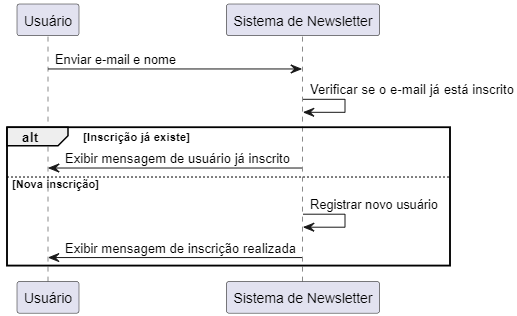 Usuário
Sistema de Newsletter
Enviar e-mail e nome
Verificar se o e-mail já está inscrito
alt
[Inscrição já existe]
Exibir mensagem de usuário já inscrito
[Nova inscrição]
Registrar novo usuário
Exibir mensagem de inscrição realizada
Usuário
Sistema de Newsletter